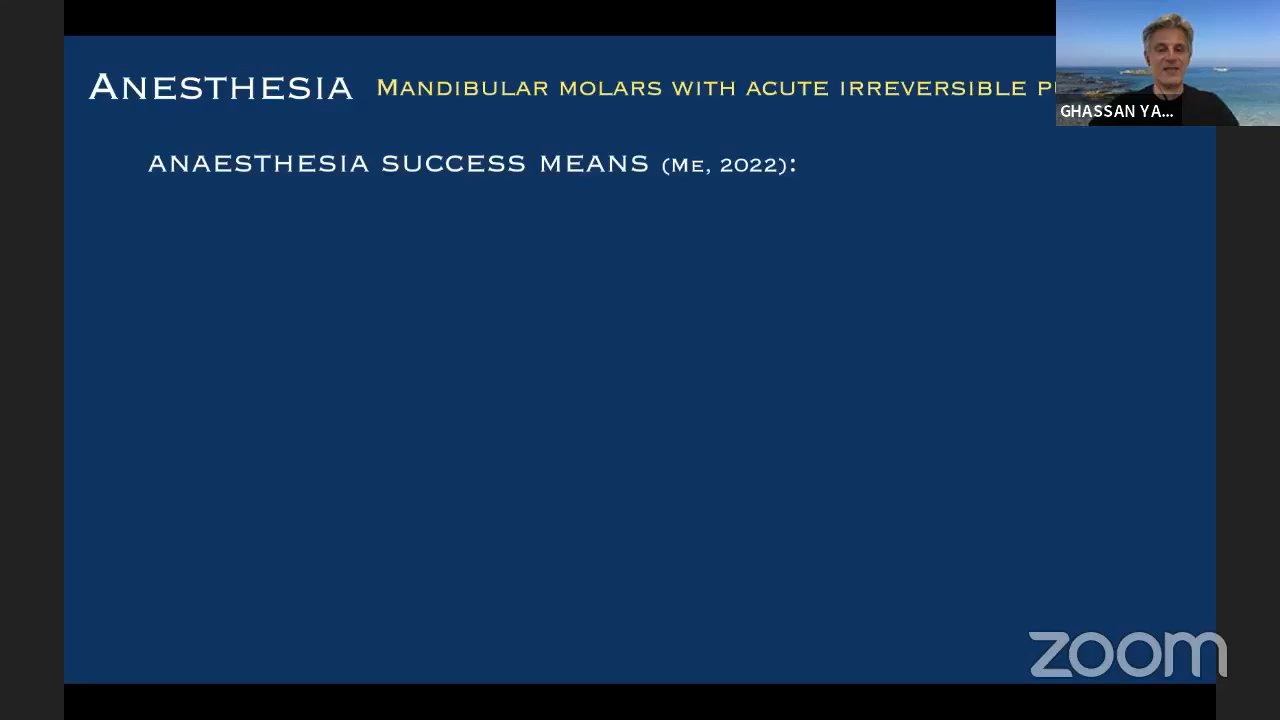 Anesthesia Mandibular molars with acute irreversible p
GHASSAN YA...
ANAESTHESIA SUCCESS MEANS (Me, 2022):
zoom